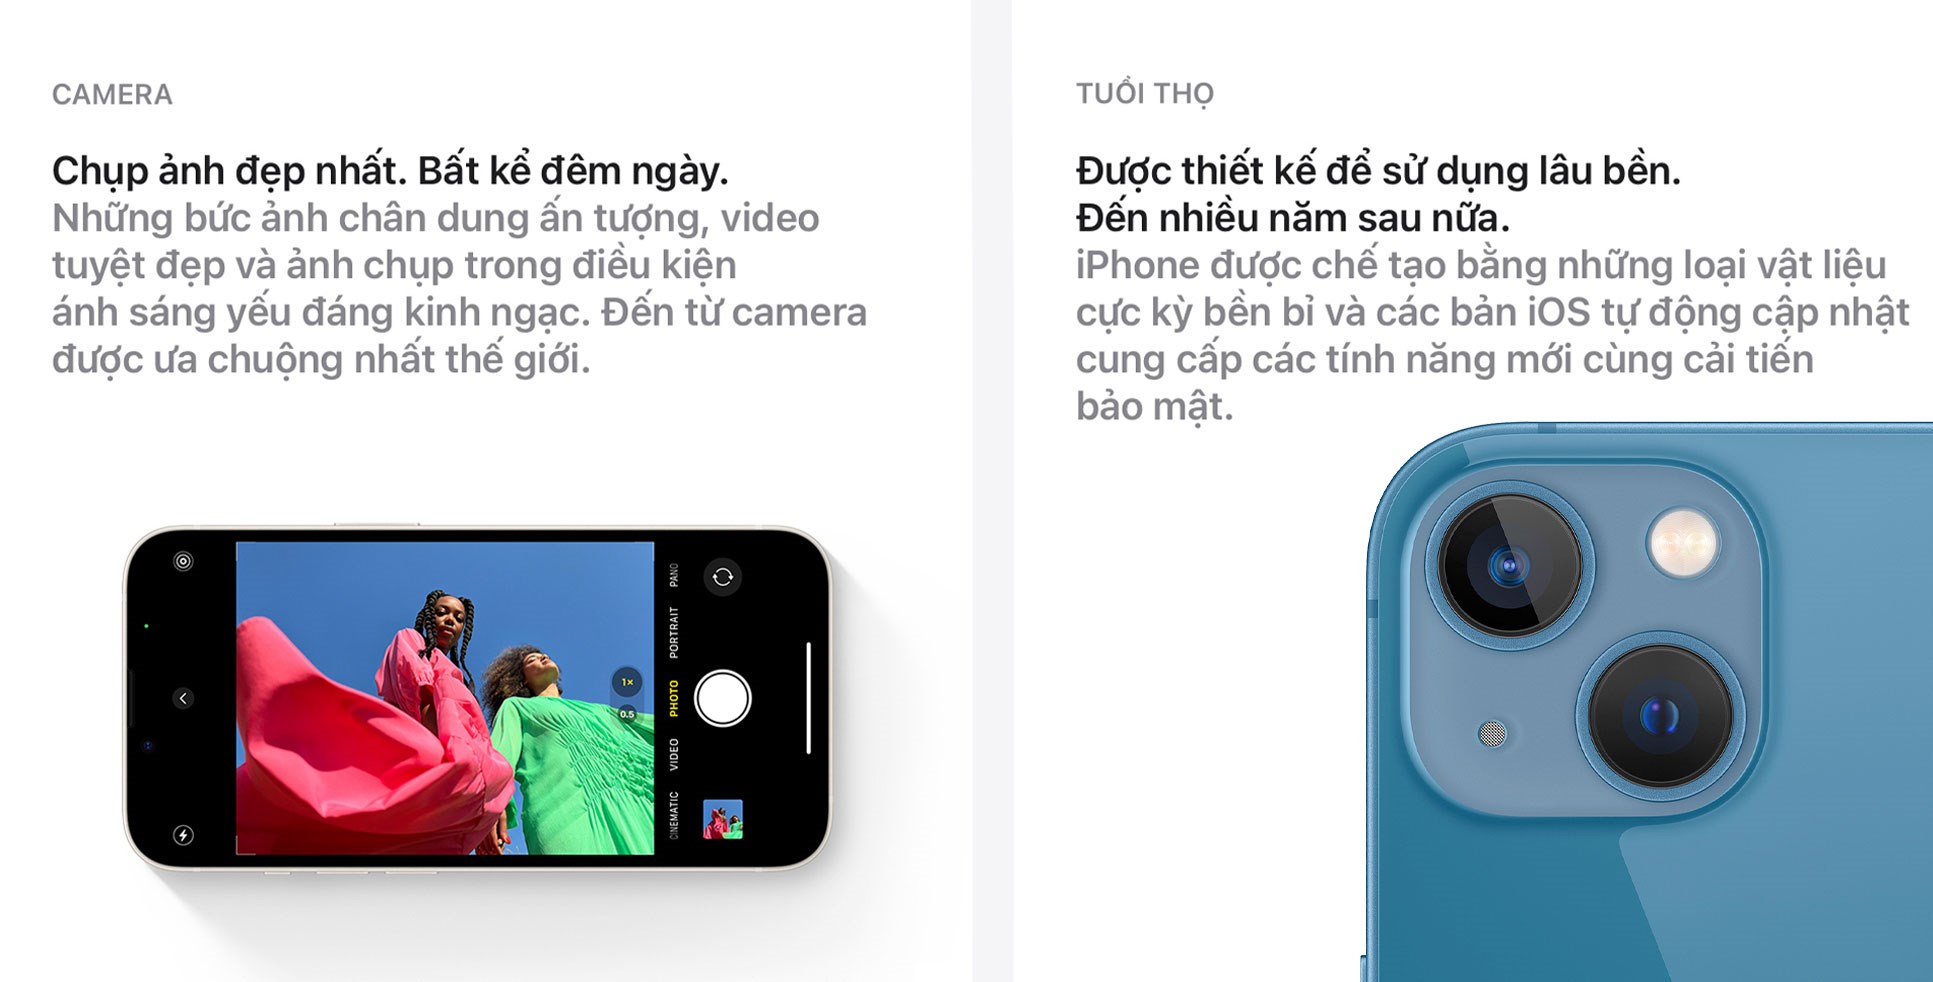 CAMERA
Chụp ảnh đẹp nhất. Bất kể đêm ngày.
Những bức ảnh chân dung ấn tượng, video
tuyệt đẹp và ảnh chụp trong điều kiện
ánh sáng yếu đáng kinh ngạc. Đến từ camera
được ưa chuộng nhất thế giới.
PANO
PORTRAIT
PHOTO
VIDEO
CINEMATIC
1×
0.5
TUỔI THỌ
Được thiết kế để sử dụng lâu bền.
Đến nhiều năm sau nữa.
iPhone được chế tạo bằng những loại vật liệu
cực kỳ bền bỉ và các bản iOS tự động cập nhật
cung cấp các tính năng mới cùng cải tiến
bảo mật.